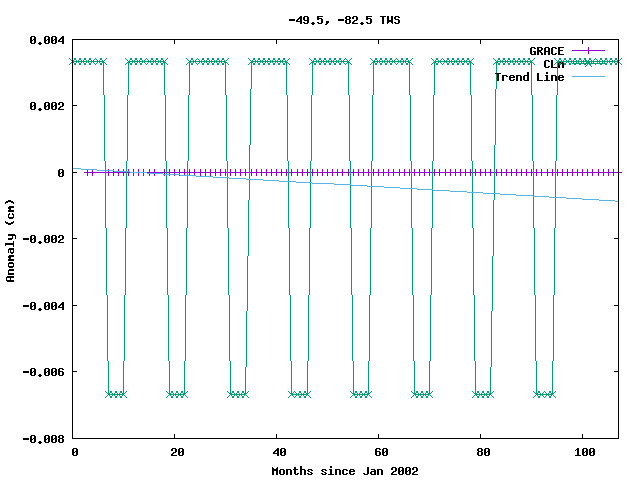 -49.5, -82.5 TWS
0.004
0.002
0
-0.002
-0.004
-0.006
-0.008
Anomaly (cm)
GRACE
CLM
Trend Line
0 20 40 60 80 100
Months since Jan 2002